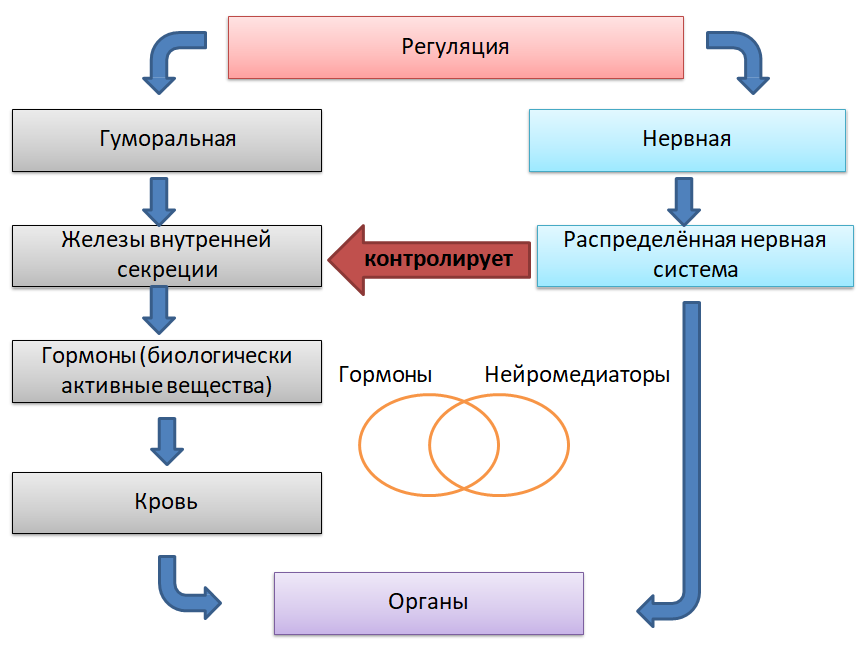 Регуляция
Гуморальная
Нервная
Железы внутренней
секреции
контролирует
Распределённая нервная
система
Гормоны (биологически
активные вещества)
Гормоны
Нейромедиаторы
Кровь
Органы